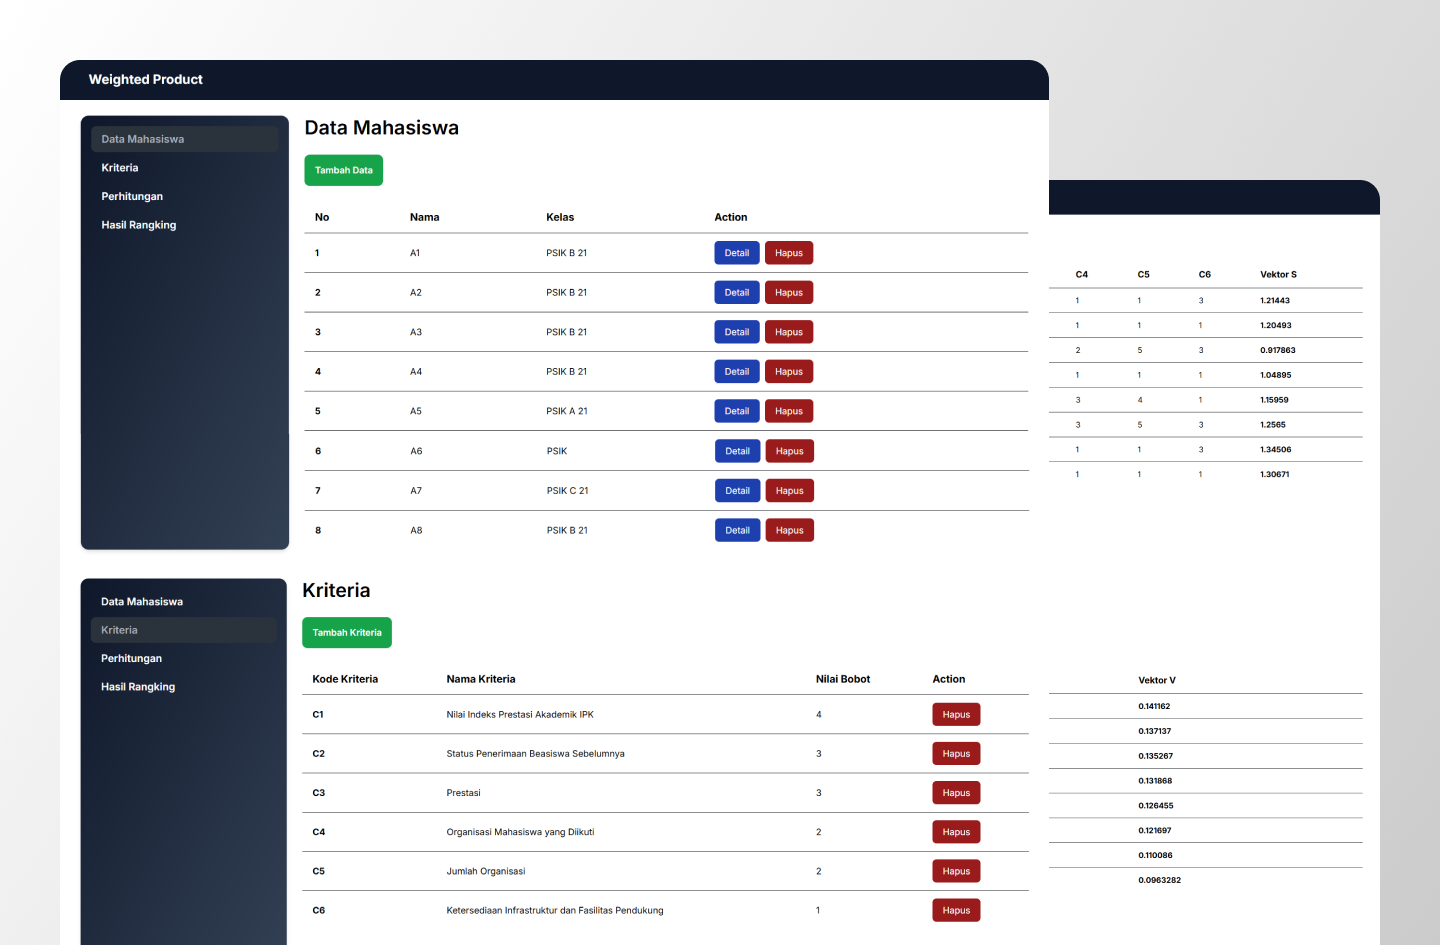 Weighted Product
Data Mahasiswa
Kriteria
Perhitungan
Hasil Rangking
Data Mahasiswa
Tambah Data
No Nama Kelas Action
1 A1 PSIK B 21 Detail Hapus
2 A2 PSIK B 21 Detail Hapus
3 A3 PSIK B 21 Detail Hapus
4 A4 PSIK B 21 Detail Hapus
5 A5 PSIK A 21 Detail Hapus
6 A6 PSIK Detail Hapus
7 A7 PSIK C 21 Detail Hapus
8 A8 PSIK B 21 Detail Hapus
C4 C5 C6 Vektor S
1 1 3 1.21443
1 1 1 1.20493
2 5 3 0.917863
1 1 1 1.04895
3 4 1 1.15959
3 5 3 1.2565
1 1 3 1.34506
1 1 1 1.30671
Data Mahasiswa
Kriteria
Perhitungan
Hasil Rangking
Kriteria
Tambah Kriteria
Kode Kriteria Nama Kriteria Nilai Bobot Action
C1 Nilai Indeks Prestasi Akademik IPK 4 Hapus
C2 Status Penerimaan Beasiswa Sebelumnya 3 Hapus
C3 Prestasi 3 Hapus
C4 Organisasi Mahasiswa yang Diikuti 2 Hapus
C5 Jumlah Organisasi 2 Hapus
C6 Ketersediaan Infrastruktur dan Fasilitas Pendukung 1 Hapus
Vektor V
0.141162
0.137137
0.135267
0.131868
0.126455
0.121697
0.110086
0.0963282